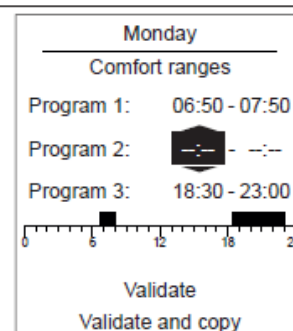 Monday
Comfort ranges
Program 1: 06:50 - 07:50
Program 2: --:-- - --:--
Program 3: 18:30 - 23:00
0 6 12 18 2
Validate
Validate and copy